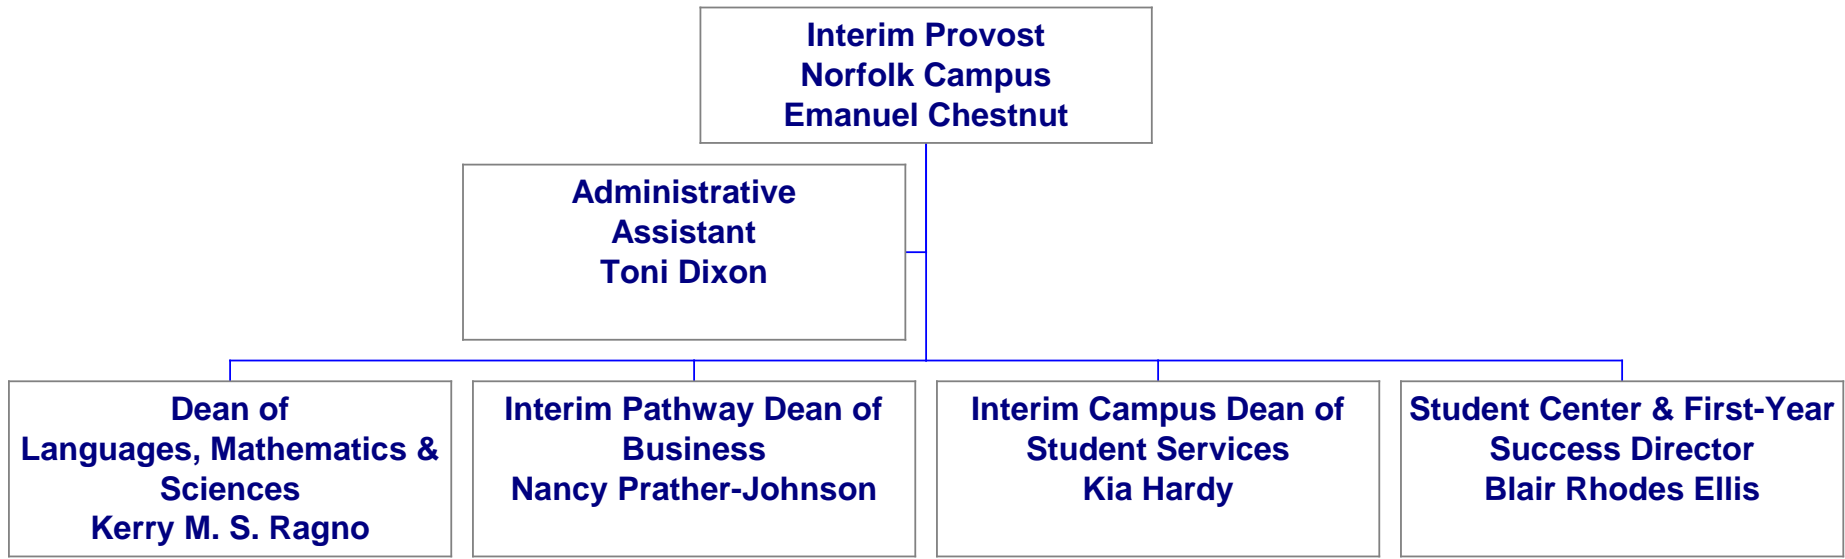 Interim Provost
Norfolk Campus
Emanuel Chestnut
Administrative
Assistant
Toni Dixon
Dean of
Languages, Mathematics &
Sciences
Kerry M. S. Ragno
Interim Pathway Dean of
Business
Nancy Prather-Johnson
Interim Campus Dean of
Student Services
Kia Hardy
Student Center & First-Year
Success Director
Blair Rhodes Ellis